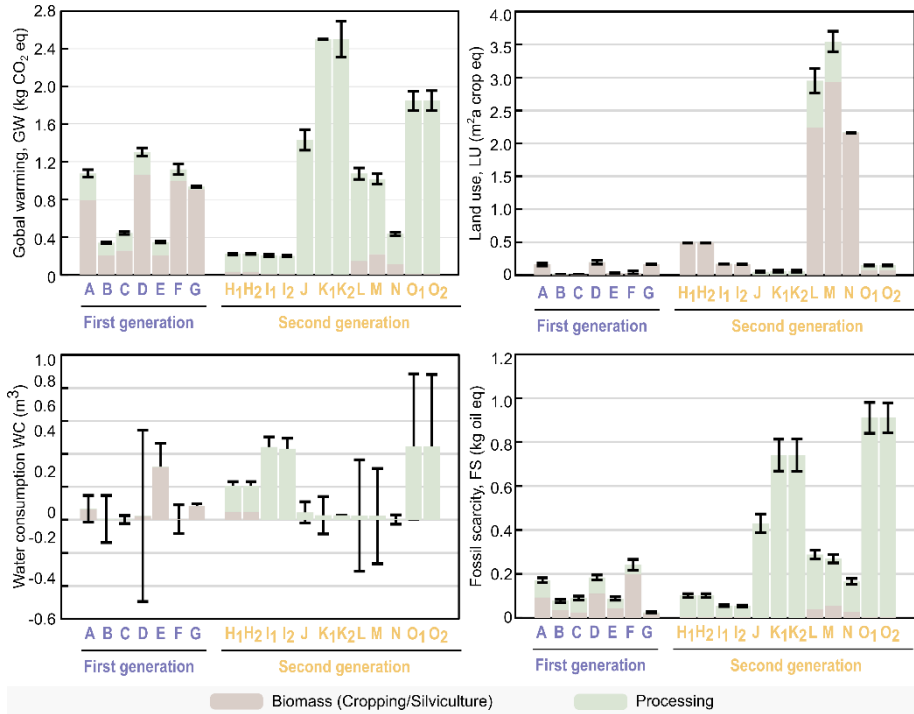 Gobal warming, GW (kg CO2 eq)
2.8
2.4
2.0
1.6
1.2
0.8
0.4
0
A B C D E F G H1 H2 I1 I2 J K1 K2 L M N O1 O2
First generation Second generation
Land use, LU (m2a crop eq)
4.0
3.5
3.0
2.5
2.0
1.5
1.0
0.5
0
A B C D E F G H1 H2 I1 I2 J K1 K2 L M N O1 O2
First generation Second generation
Water consumption WC (m3)
1.0
0.8
0.6
0.4
0.2
0
-0.4
-0.6
A B C D E F G H1 H2 I1 I2 J K1 K2 L M N O1 O2
First generation Second generation
Fossil scarcity, FS (kg oil eq)
1.2
1.0
0.8
0.6
0.4
0.2
0
A B C D E F G H1 H2 I1 I2 J K1 K2 L M N O1 O2
First generation Second generation
Biomass (Cropping/Silviculture) Processing